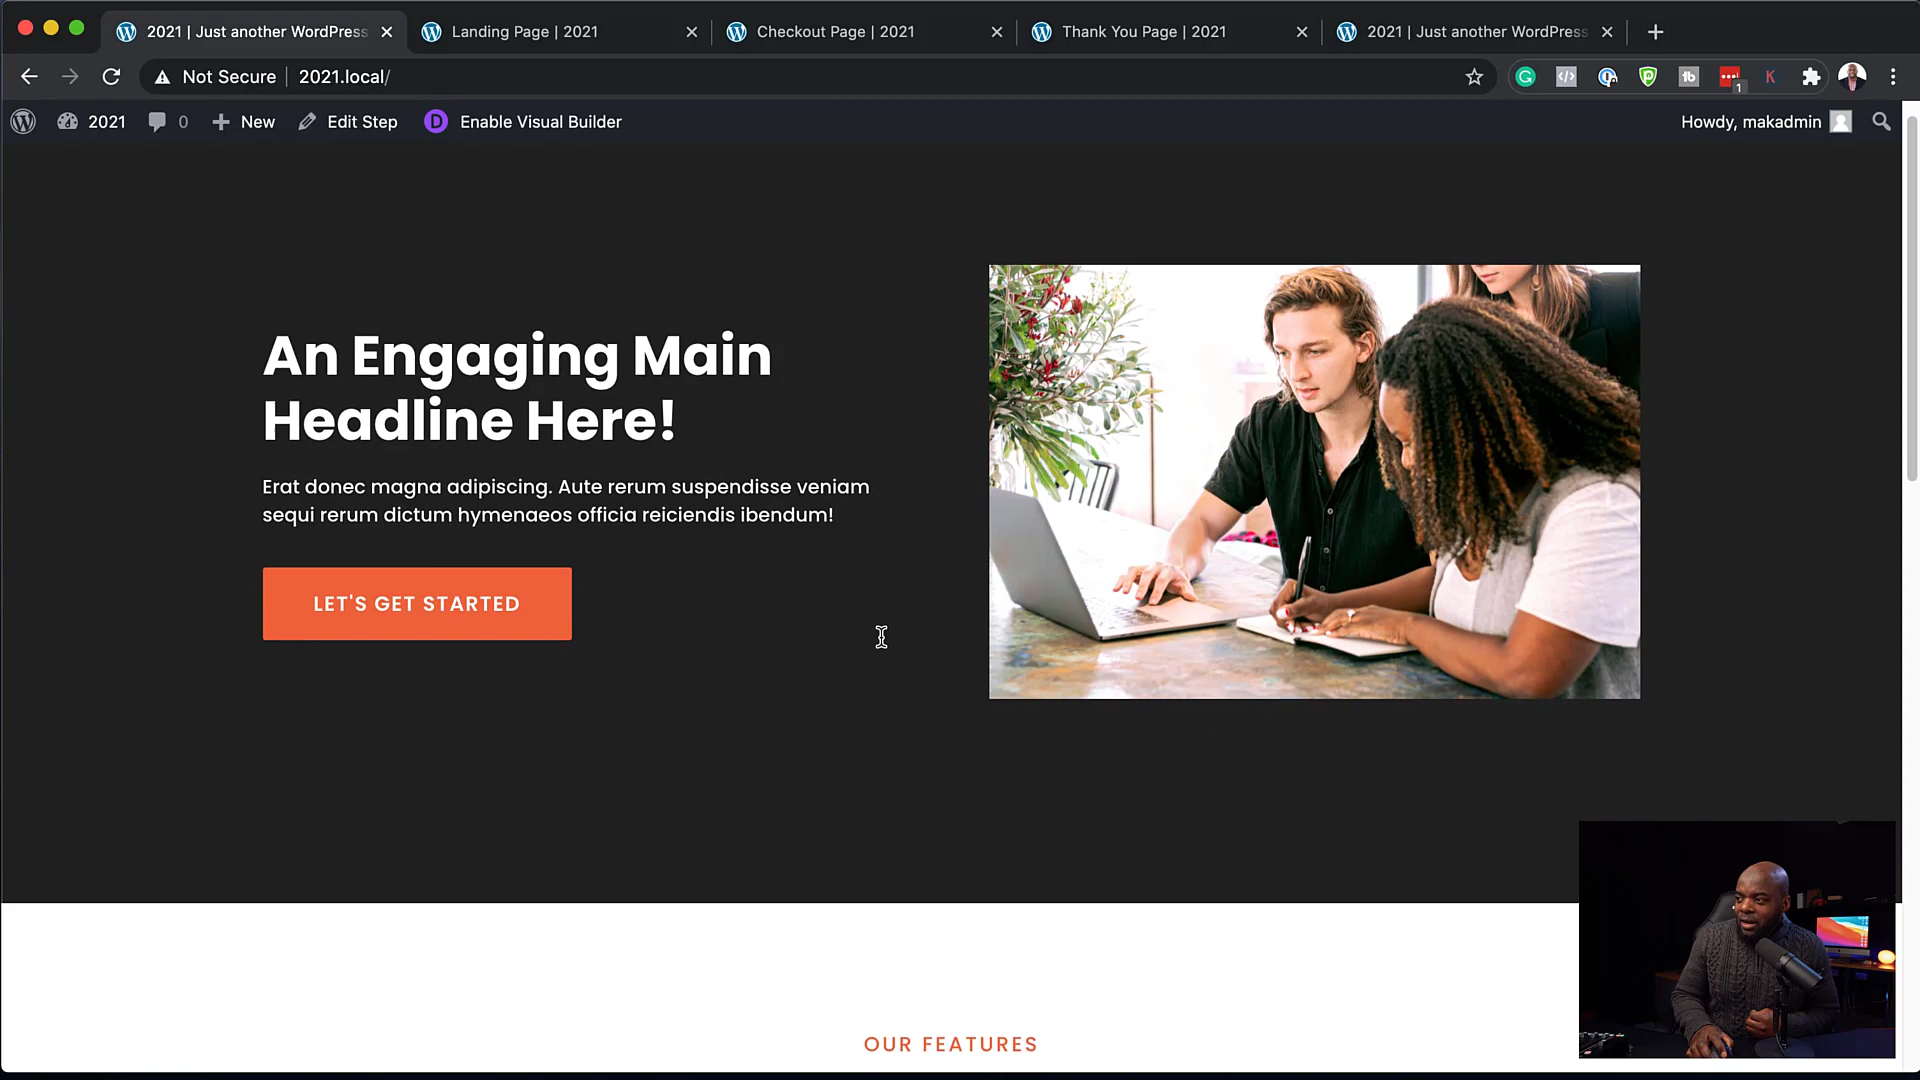 2021 | Just another WordPress
Landing Page | 2021
Checkout Page | 2021
Thank You Page | 2021
2021 | Just another WordPress
Not Secure
2021.local/
1
2021
0
New
Edit Step
D
Enable Visual Builder
Howdy, makadmin
An Engaging Main
Headline Here!
Erat donec magna adipiscing. Aute rerum suspendisse veniam
sequi rerum dictum hymenaeos officia reiciendis ibendum!
LET'S GET STARTED
OUR FEATURES